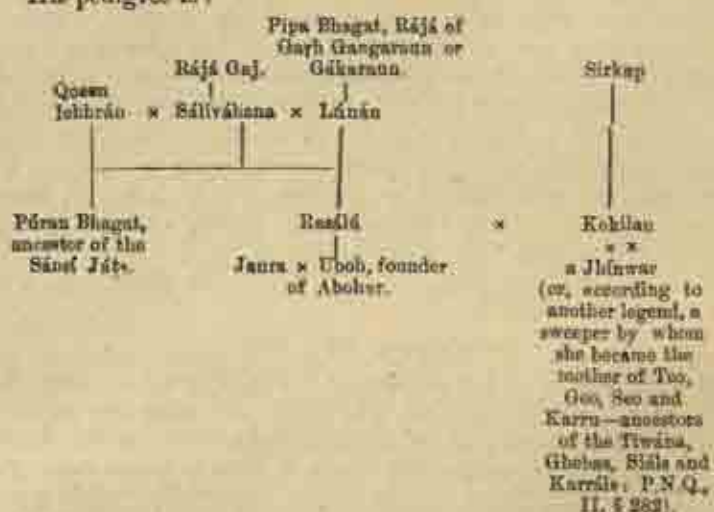 His pedigree is :
Pipa Bhagat, Rájá of
Gaṛh Gangaraun or
Rájá Gaj. Gákaraun. Sirkap
Queen
Ichhrán × Sáliváhana × Lúnán
Púran Bhagat, Rasálú × Kokilan
ancestor of the × ×
Sánsí Játs. Jaura × Uboh, founder a Jhínwar
of Abohar. (or, according to
another legend, a
sweeper by whom
she became the
mother of Teo,
Geo, Seo and
Karru—ancestors
of the Tiwána,
Ghebas, Siáls and
Karráls: P.N.Q.,
II, § 282).